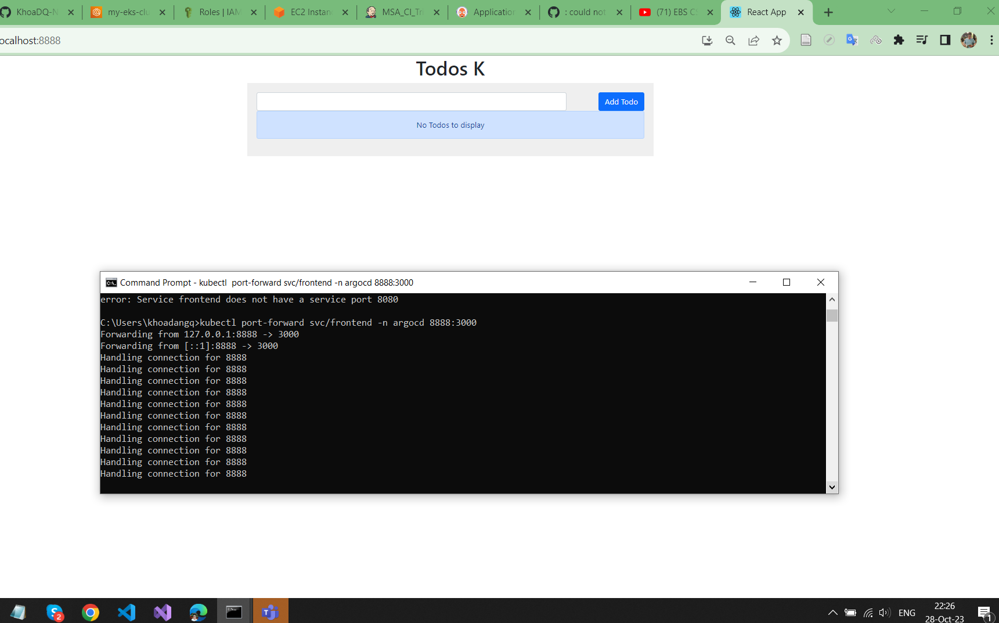 KhoaDQ-N
my-eks-clu
Roles | IAM
EC2 Instan
MSA_CI_Tri
Application
: could not
(71) EBS CS
React App
ocalhost:8888
Todos K
Add Todo
No Todos to display
Command Prompt - kubectl  port-forward svc/frontend -n argocd 8888:3000
error: Service frontend does not have a service port 8080
C:\Users\khoadangq>kubectl port-forward svc/frontend -n argocd 8888:3000
Forwarding from 127.0.0.1:8888 -> 3000
Forwarding from [::1]:8888 -> 3000
Handling connection for 8888
Handling connection for 8888
Handling connection for 8888
Handling connection for 8888
Handling connection for 8888
Handling connection for 8888
Handling connection for 8888
Handling connection for 8888
Handling connection for 8888
Handling connection for 8888
Handling connection for 8888
2
ENG
22:26
28-Oct-23
1